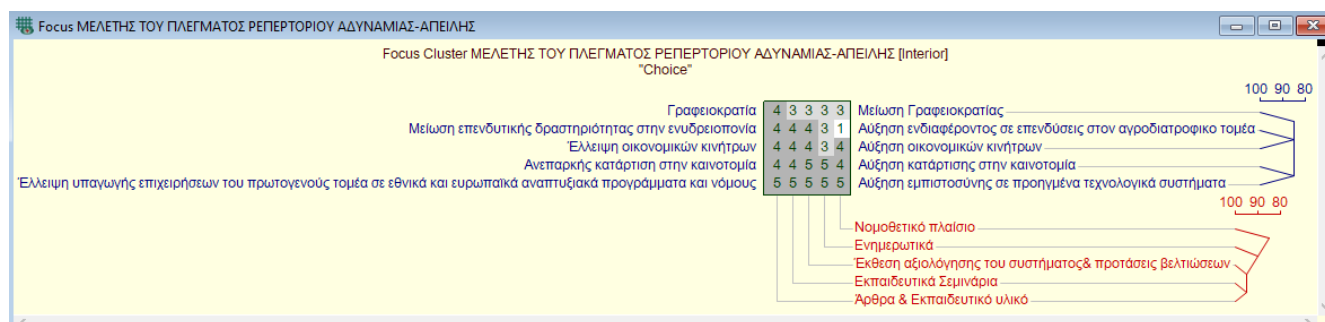 Focus ΜΕΛΕΤΗΣ ΤΟΥ ΠΛΕΓΜΑΤΟΣ ΡΕΠΕΡΤΟΡΙΟΥ ΑΔΥΝΑΜΙΑΣ-ΑΠΕΙΛΗΣ
Focus Cluster ΜΕΛΕΤΗΣ ΤΟΥ ΠΛΕΓΜΑΤΟΣ ΡΕΠΕΡΤΟΡΙΟΥ ΑΔΥΝΑΜΙΑΣ-ΑΠΕΙΛΗΣ [Interior]
"Choice"
100 90 80
Γραφειοκρατία 4 3 3 3 3 Μείωση Γραφειοκρατίας
Μείωση επενδυτικής δραστηριότητας στην ενυδρειοπονία 4 4 4 3 1 Αύξηση ενδιαφέροντος σε επενδύσεις στον αγροδιατροφικο τομέα
Έλλειψη οικονομικών κινήτρων 4 4 4 3 4 Αύξηση οικονομικών κινήτρων
Ανεπαρκής κατάρτιση στην καινοτομία 4 4 5 5 4 Αύξηση κατάρτισης στην καινοτομία
Έλλειψη υπαγωγής επιχειρήσεων του πρωτογενούς τομέα σε εθνικά και ευρωπαϊκά αναπτυξιακά προγράμματα και νόμους 5 5 5 5 5 Αύξηση εμπιστοσύνης σε προηγμένα τεχνολογικά συστήματα
100 90 80
Νομοθετικό πλαίσιο
Ενημερωτικά
Έκθεση αξιολόγησης του συστήματος& προτάσεις βελτιώσεων
Εκπαιδευτικά Σεμινάρια
Άρθρα & Εκπαιδευτικό υλικό